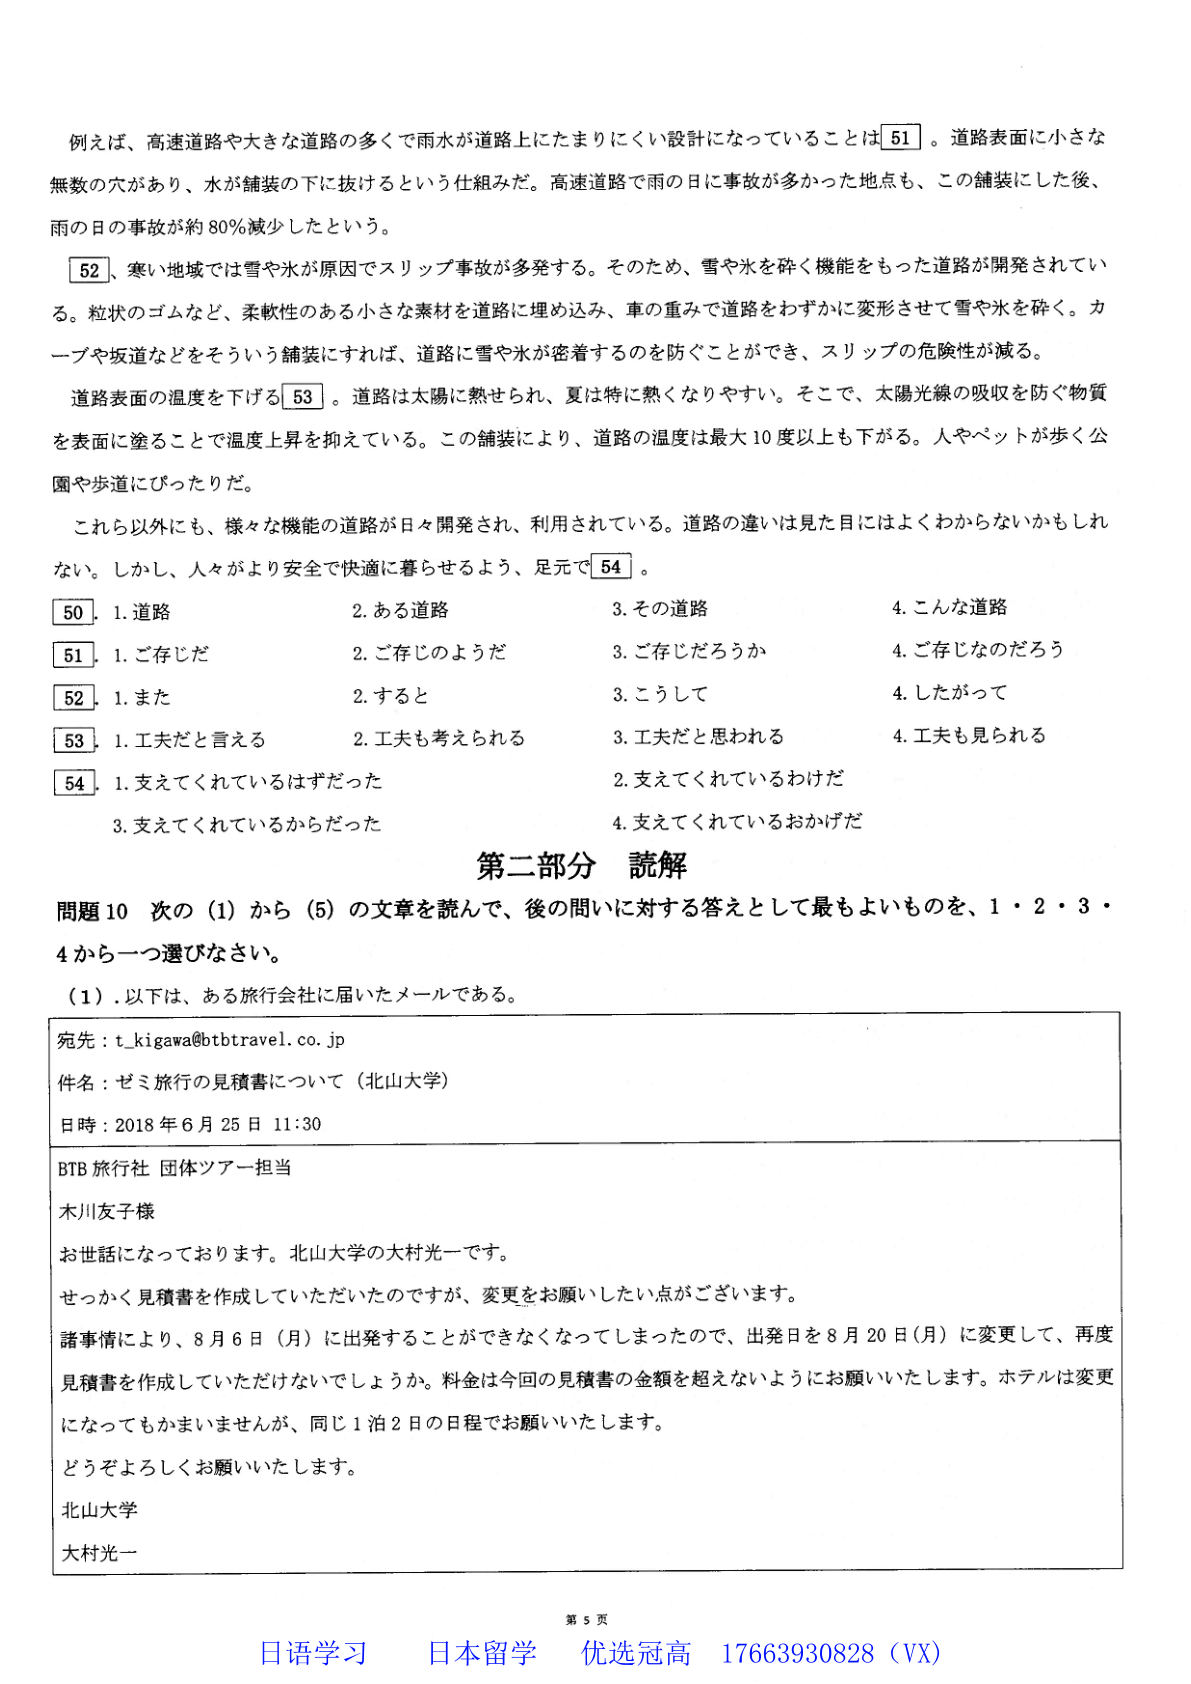 例えば、高速道路や大きな道路の多くで雨水が道路上にたまりにくい設計になっていることは 51 。道路表面に小さな
無数の穴があり、水が舗装の下に抜けるという仕組みだ。高速道路で雨の日に事故が多かった地点も、この舗装にした後、
雨の日の事故が約 80%減少したという。
52 、寒い地域では雪や氷が原因でスリップ事故が多発する。そのため、雪や氷を砕く機能をもった道路が開発されてい
る。粒状のゴムなど、柔軟性のある小さな素材を道路に埋め込み、車の重みで道路をわずかに変形させて雪や氷を砕く。カ
ーブや坂道などをそういう舗装にすれば、道路に雪や氷が密着するのを防ぐことができ、スリップの危険性が減る。
道路表面の温度を下げる 53 。道路は太陽に熱せられ、夏は特に熱くなりやすい。そこで、太陽光線の吸収を防ぐ物質
を表面に塗ることで温度上昇を抑えている。この舗装により、道路の温度は最大 10 度以上も下がる。人やペットが歩く公
園や歩道にぴったりだ。
これら以外にも、様々な機能の道路が日々開発され、利用されている。道路の違いは見た目にはよくわからないかもしれ
ない。しかし、人々がより安全で快適に暮らせるよう、足元で 54 。
50 . 1.道路 2.ある道路 3.その道路 4.こんな道路
51 . 1.ご存じだ 2.ご存じのようだ 3.ご存じだろうか 4.ご存じなのだろう
52 . 1.また 2.すると 3.こうして 4.したがって
53 . 1.工夫だと言える 2.工夫も考えられる 3.工夫だと思われる 4.工夫も見られる
54 . 1.支えてくれているはずだった 2.支えてくれているわけだ
3.支えてくれているからだった 4.支えてくれているおかげだ
第二部分 読解
問題 10 次の（1）から（5）の文章を読んで、後の問いに対する答えとして最もよいものを、1・2・3・
4 から一つ選びなさい。
（1）.以下は、ある旅行会社に届いたメールである。
宛先：t_kigawa@btbtravel.co.jp
件名：ゼミ旅行の見積書について（北山大学）
日時：2018 年 6 月 25 日 11:30
BTB 旅行社 団体ツアー担当
木川友子様
お世話になっております。北山大学の大村光一です。
せっかく見積書を作成していただいたのですが、変更をお願いしたい点がございます。
諸事情により、8 月 6 日（月）に出発することができなくなってしまったので、出発日を 8 月 20 日(月）に変更して、再度
見積書を作成していただけないでしょうか。料金は今回の見積書の金額を超えないようにお願いいたします。ホテルは変更
になってもかまいませんが、同じ 1 泊 2 日の日程でお願いいたします。
どうぞよろしくお願いいたします。
北山大学
大村光一
第 5 页
日语学习 日本留学 优选冠高 17663930828（VX）